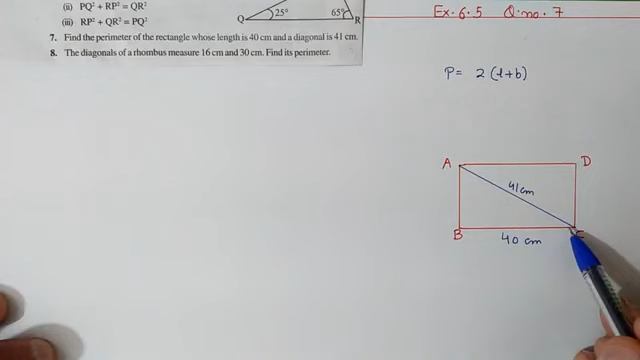 (ii) PQ² + RP² = QR²
(iii) RP² + QR² = PQ²
Q 25° 65° R
7. Find the perimeter of the rectangle whose length is 40 cm and a diagonal is 41 cm.
8. The diagonals of a rhombus measure 16 cm and 30 cm. Find its perimeter.
Ex. 6.5 Q. no. 7
P = 2 (l+b)
A D
41cm
B C
40 cm